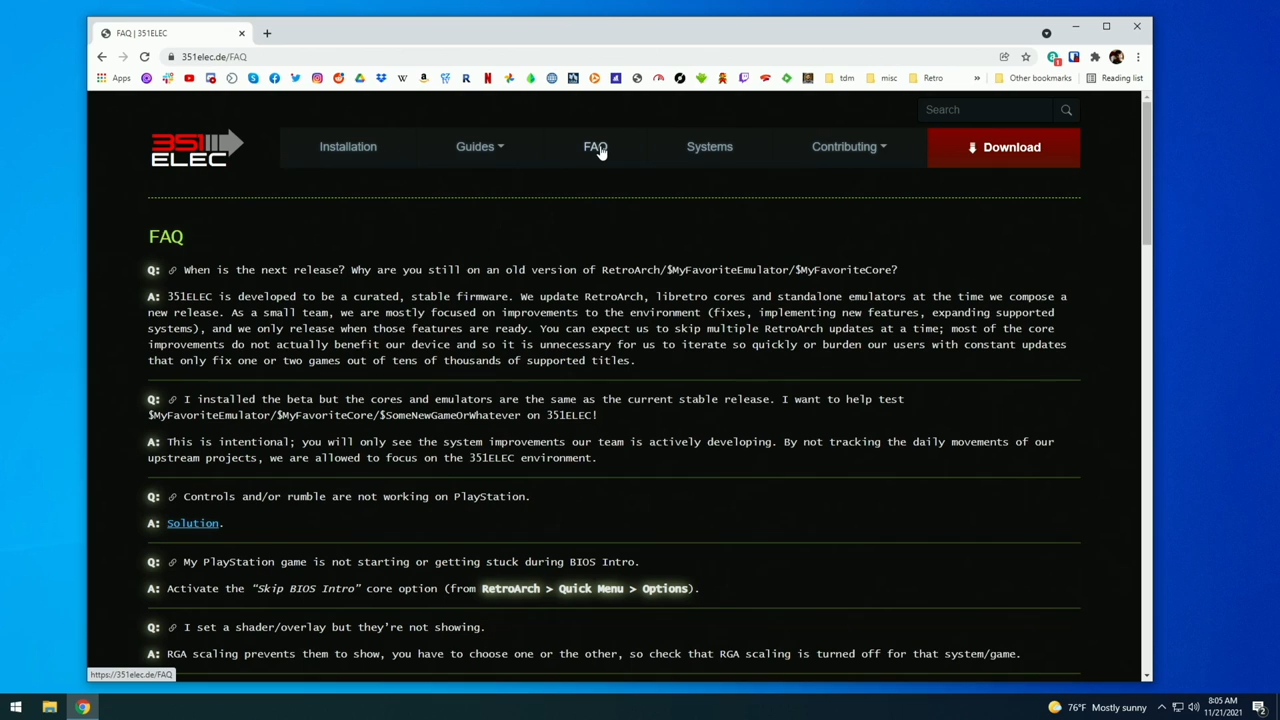 FAQ | 351ELEC
351elec.de/FAQ
Apps
tdm
misc
Retro
»
Other bookmarks
Reading list
Search
351
ELEC
Installation
Guides
FAQ
Systems
Contributing
Download
FAQ
Q: When is the next release? Why are you still on an old version of RetroArch/$MyFavoriteEmulator/$MyFavoriteCore?
A: 351ELEC is developed to be a curated, stable firmware. We update RetroArch, libretro cores and standalone emulators at the time we compose a
new release. As a small team, we are mostly focused on improvements to the environment (fixes, implementing new features, expanding supported
systems), and we only release when those features are ready. You can expect us to skip multiple RetroArch updates at a time; most of the core
improvements do not actually benefit our device and so it is unnecessary for us to iterate so quickly or burden our users with constant updates
that only fix one or two games out of tens of thousands of supported titles.
Q: I installed the beta but the cores and emulators are the same as the current stable release. I want to help test
$MyFavoriteEmulator/$MyFavoriteCore/$SomeNewGameOrWhatever on 351ELEC!
A: This is intentional; you will only see the system improvements our team is actively developing. By not tracking the daily movements of our
upstream projects, we are allowed to focus on the 351ELEC environment.
Q: Controls and/or rumble are not working on PlayStation.
A: Solution.
Q: My PlayStation game is not starting or getting stuck during BIOS Intro.
A: Activate the “Skip BIOS Intro” core option (from RetroArch > Quick Menu > Options).
Q: I set a shader/overlay but they’re not showing.
A: RGA scaling prevents them to show, you have to choose one or the other, so check that RGA scaling is turned off for that system/game.
https://351elec.de/FAQ
76°F Mostly sunny
8:05 AM
11/21/2021
2